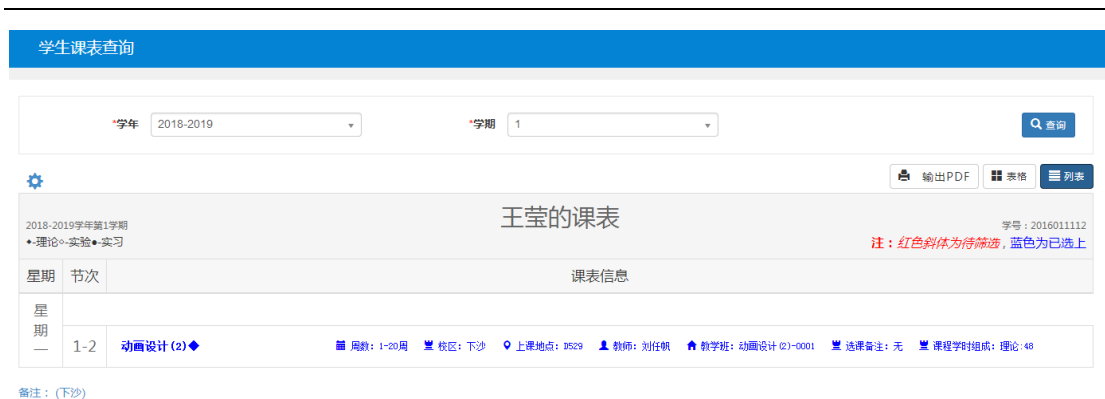 学生课表查询
*学年 2018-2019 *学期 1 查询
输出PDF 表格 列表
王莹的课表
2018-2019学年第1学期 学号：2016011112
◆-理论○-实验●-实习 注：红色斜体为待筛选，蓝色为已选上
星期 节次 课表信息
星期一
1-2 动画设计(2)◆ 周数：1-20周 校区：下沙 上课地点：D529 教师：刘任帆 教学班：动画设计(2)-0001 选课备注：无 课程学时组成：理论:48
备注：(下沙)